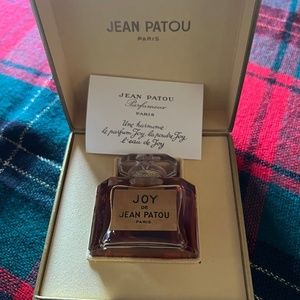 JEAN PATOU
PARIS
JEAN PATOU
Parfumeur
PARIS
Une harmonie
le parfum Joy, la poudre Joy,
l'eau de Joy
JOY
DE
JEAN PATOU
PARIS